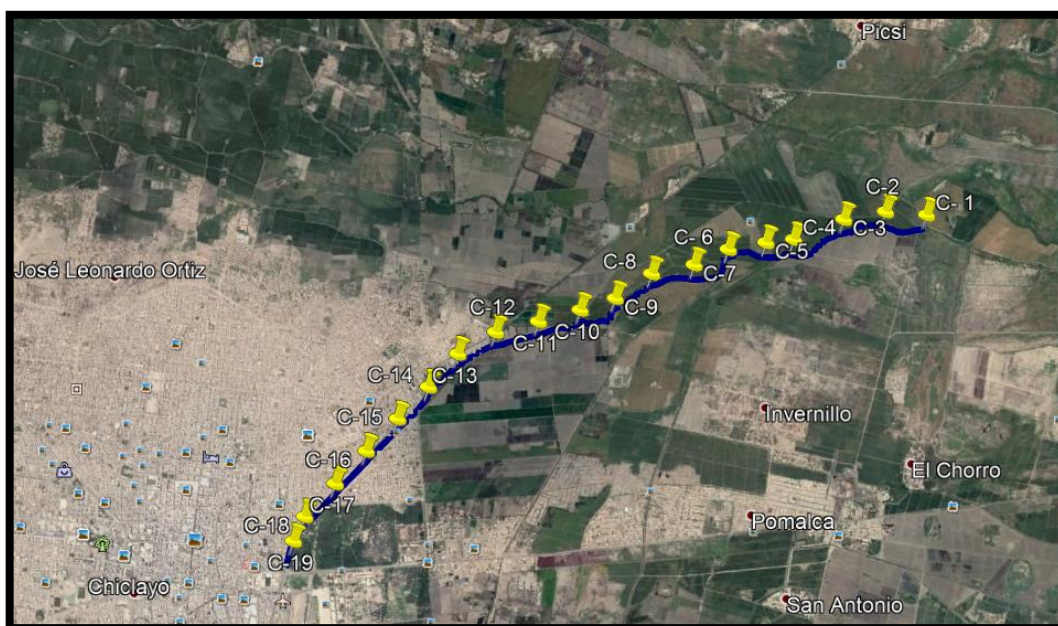 Picsi
C-2
C- 1
C-4
C-3
C- 6
C-5
C-8
C-7
José Leonardo Ortiz
C-9
C-12
C-10
C-11
C-14
C-13
C-15
Invernillo
C-16
El Chorro
C-17
Pomalca
C-18
C-19
Chiclayo
San Antonio